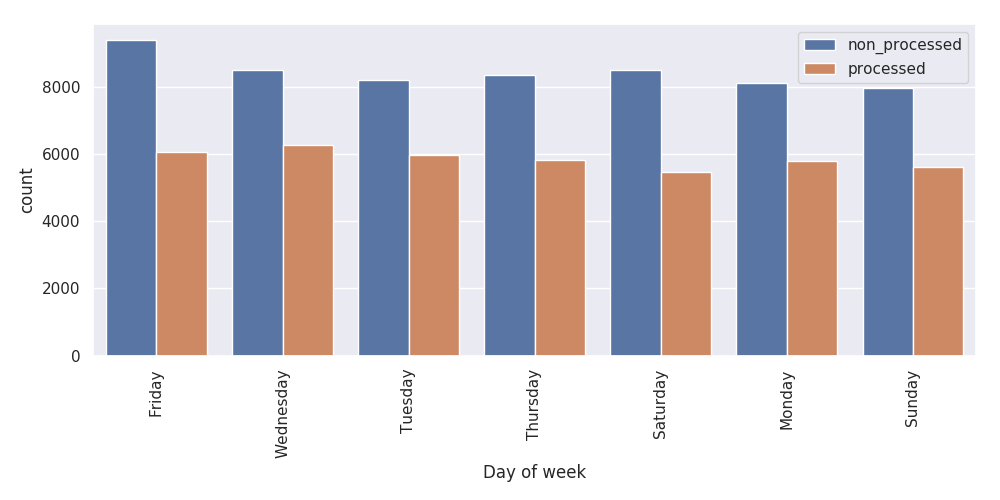 non_processed
processed
8000
6000
4000
2000
0
count
Friday
Wednesday
Tuesday
Thursday
Saturday
Monday
Sunday
Day of week